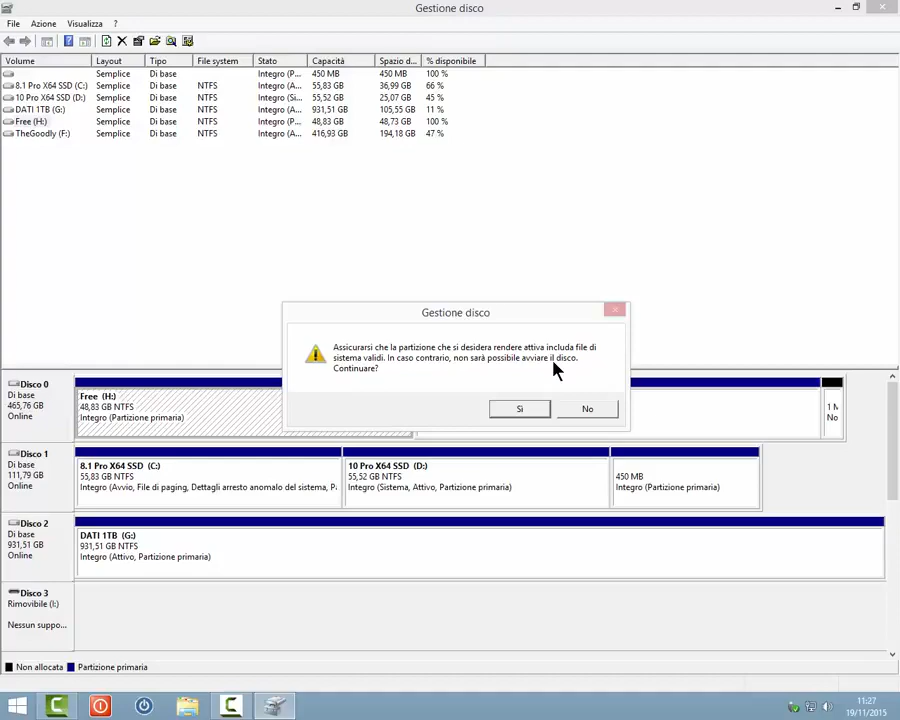 Gestione disco
File Azione Visualizza ?
Volume Layout Tipo File system Stato Capacità Spazio d... % disponibile
Semplice Di base Integro (P... 450 MB 450 MB 100 %
8.1 Pro X64 SSD (C:) Semplice Di base NTFS Integro (A... 55,83 GB 36,99 GB 66 %
10 Pro X64 SSD (D:) Semplice Di base NTFS Integro (Si... 55,52 GB 25,07 GB 45 %
DATI 1TB (G:) Semplice Di base NTFS Integro (A... 931,51 GB 105,55 GB 11 %
Free (H:) Semplice Di base NTFS Integro (P... 48,83 GB 48,73 GB 100 %
TheGoodly (F:) Semplice Di base NTFS Integro (A... 416,93 GB 194,18 GB 47 %
Gestione disco
Assicurarsi che la partizione che si desidera rendere attiva includa file di
sistema validi. In caso contrario, non sarà possibile avviare il disco.
Continuare?
Sì No
Disco 0
Di base
465,76 GB
Online
Free (H:)
48,83 GB NTFS
Integro (Partizione primaria)
1 M
No
Disco 1
Di base
111,79 GB
Online
8.1 Pro X64 SSD (C:)
55,83 GB NTFS
Integro (Avvio, File di paging, Dettagli arresto anomalo del sistema, P
10 Pro X64 SSD (D:)
55,52 GB NTFS
Integro (Sistema, Attivo, Partizione primaria)
450 MB
Integro (Partizione primaria)
Disco 2
Di base
931,51 GB
Online
DATI 1TB (G:)
931,51 GB NTFS
Integro (Attivo, Partizione primaria)
Disco 3
Rimovibile (I:)
Nessun suppo...
Non allocata Partizione primaria
11:27
19/11/2015